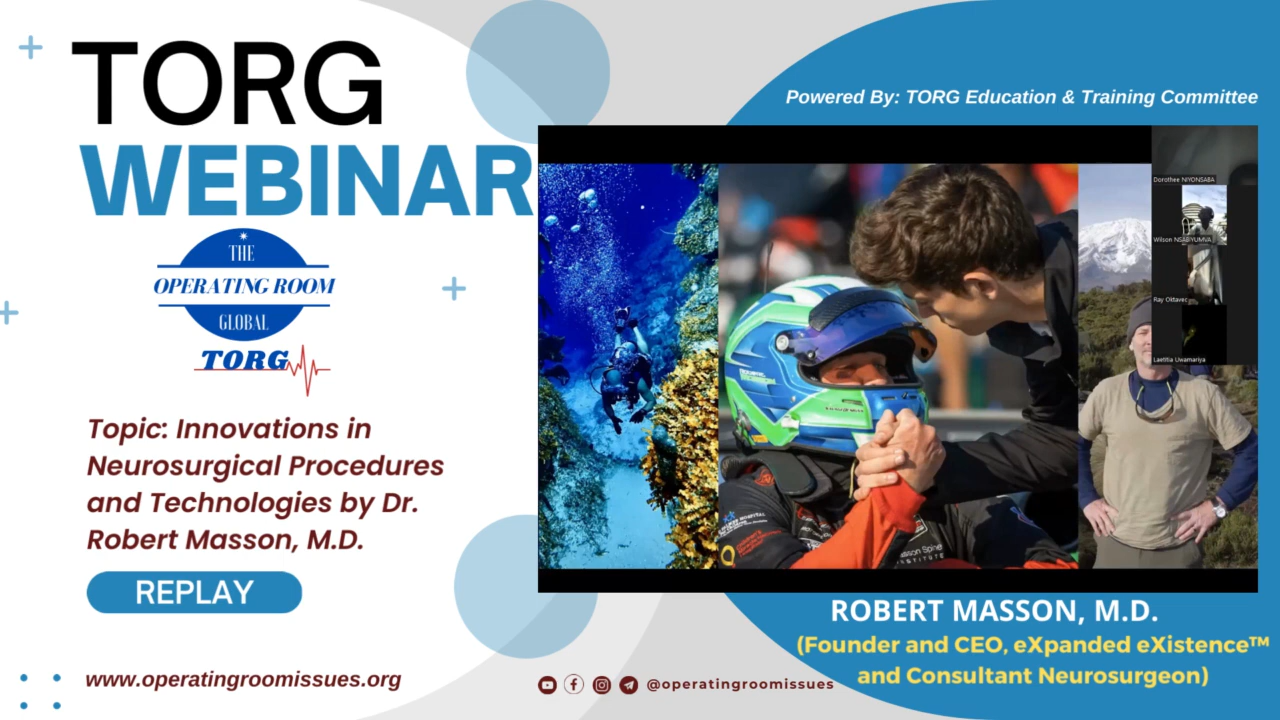 TORG
WEBINAR
THE
OPERATING ROOM
GLOBAL
TORG
Topic: Innovations in
Neurosurgical Procedures
and Technologies by Dr.
Robert Masson, M.D.
REPLAY
www.operatingroomissues.org
@operatingroomissues
Powered By: TORG Education & Training Committee
Dorothee NIYONSABA
Wilson NSABIYUMVA
Ray Oktavec
Laetitia Uwamariya
ROBERT MASSON, M.D.
(Founder and CEO, eXpanded eXistence™
and Consultant Neurosurgeon)